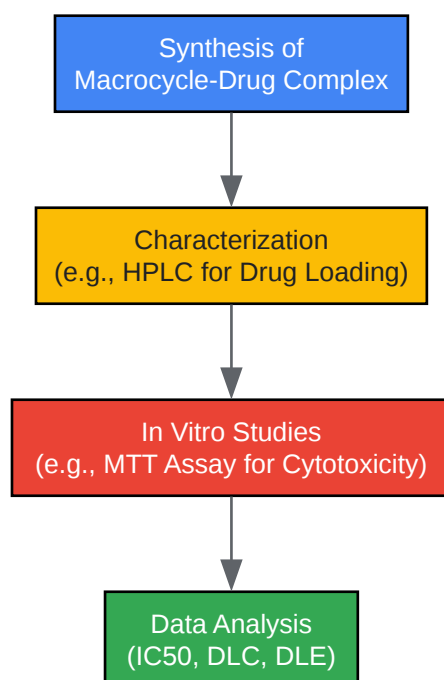 Synthesis of
Macrocycle-Drug Complex
Characterization
(e.g., HPLC for Drug Loading)
In Vitro Studies
(e.g., MTT Assay for Cytotoxicity)
Data Analysis
(IC50, DLC, DLE)